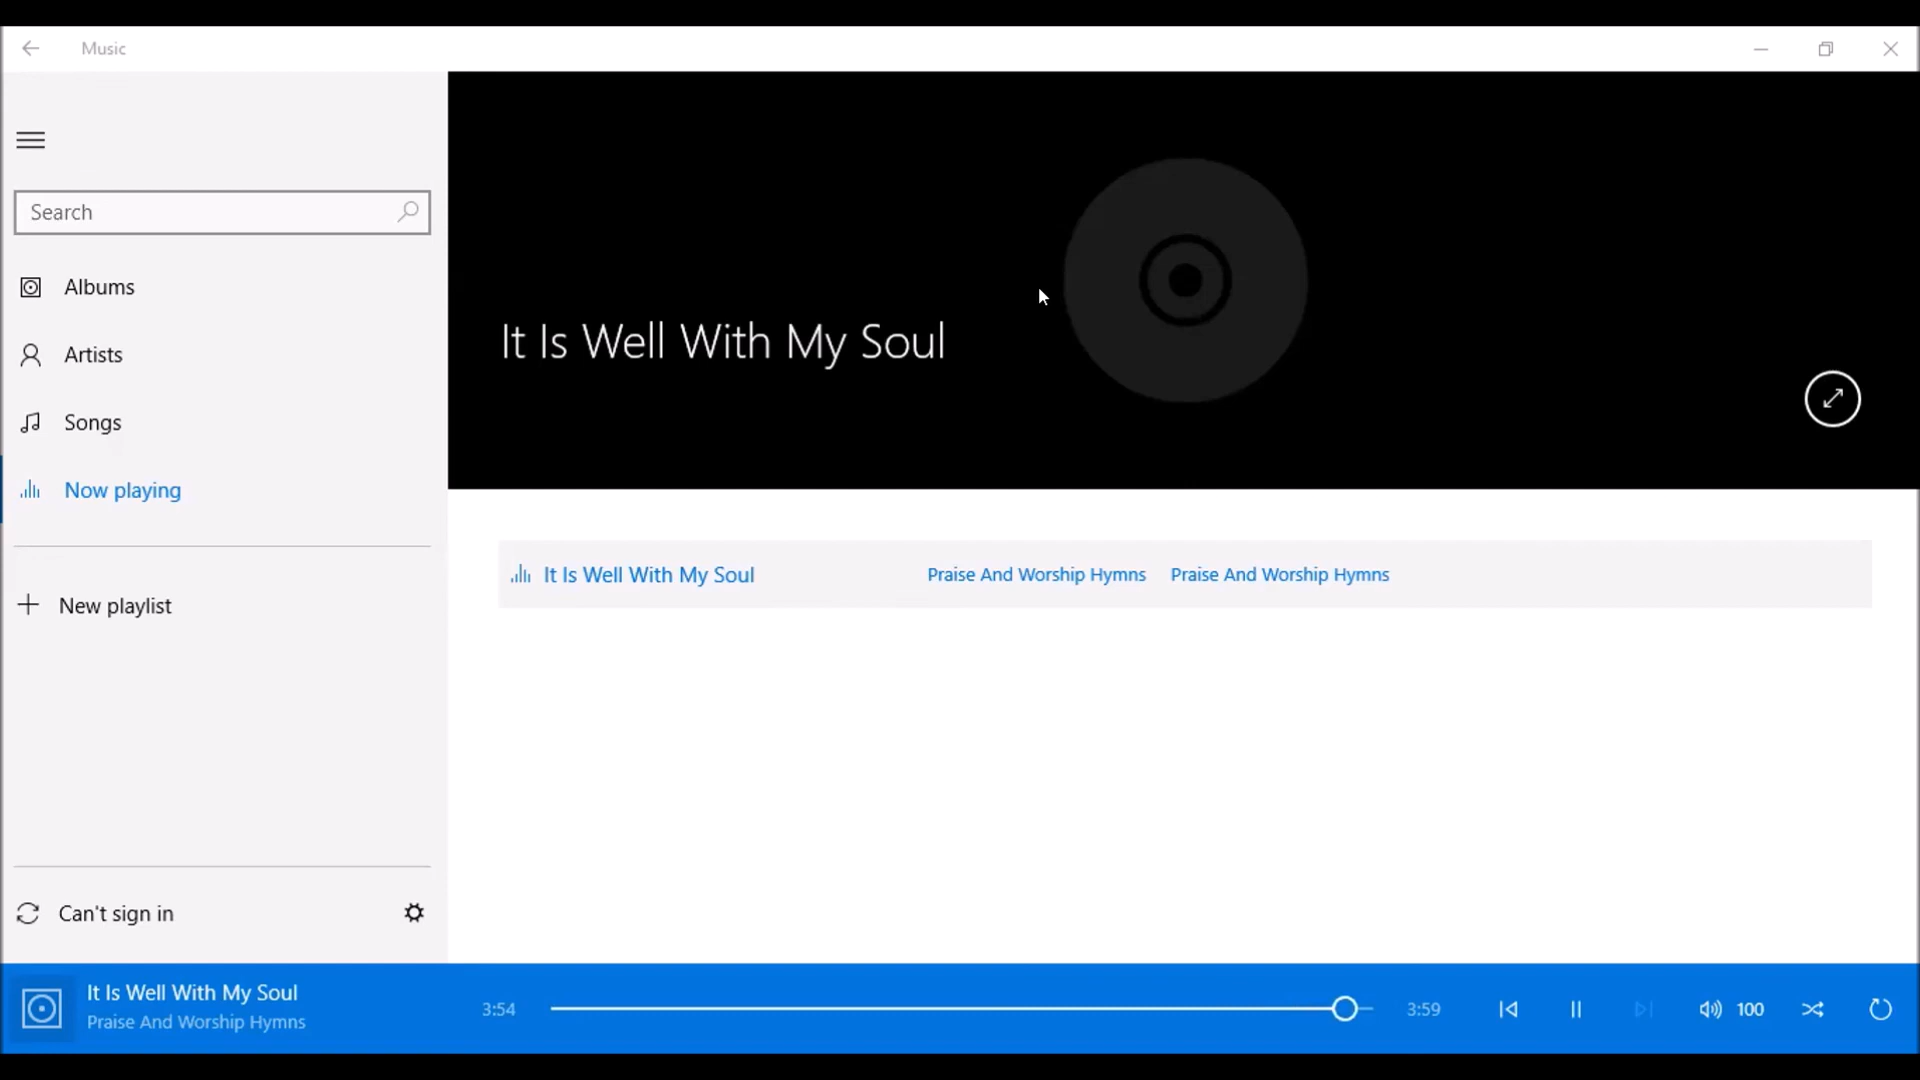 Music
Search
Albums
Artists
Songs
Now playing
New playlist
Can't sign in
It Is Well With My Soul
It Is Well With My Soul Praise And Worship Hymns Praise And Worship Hymns
It Is Well With My Soul
Praise And Worship Hymns
3:54
3:59
100